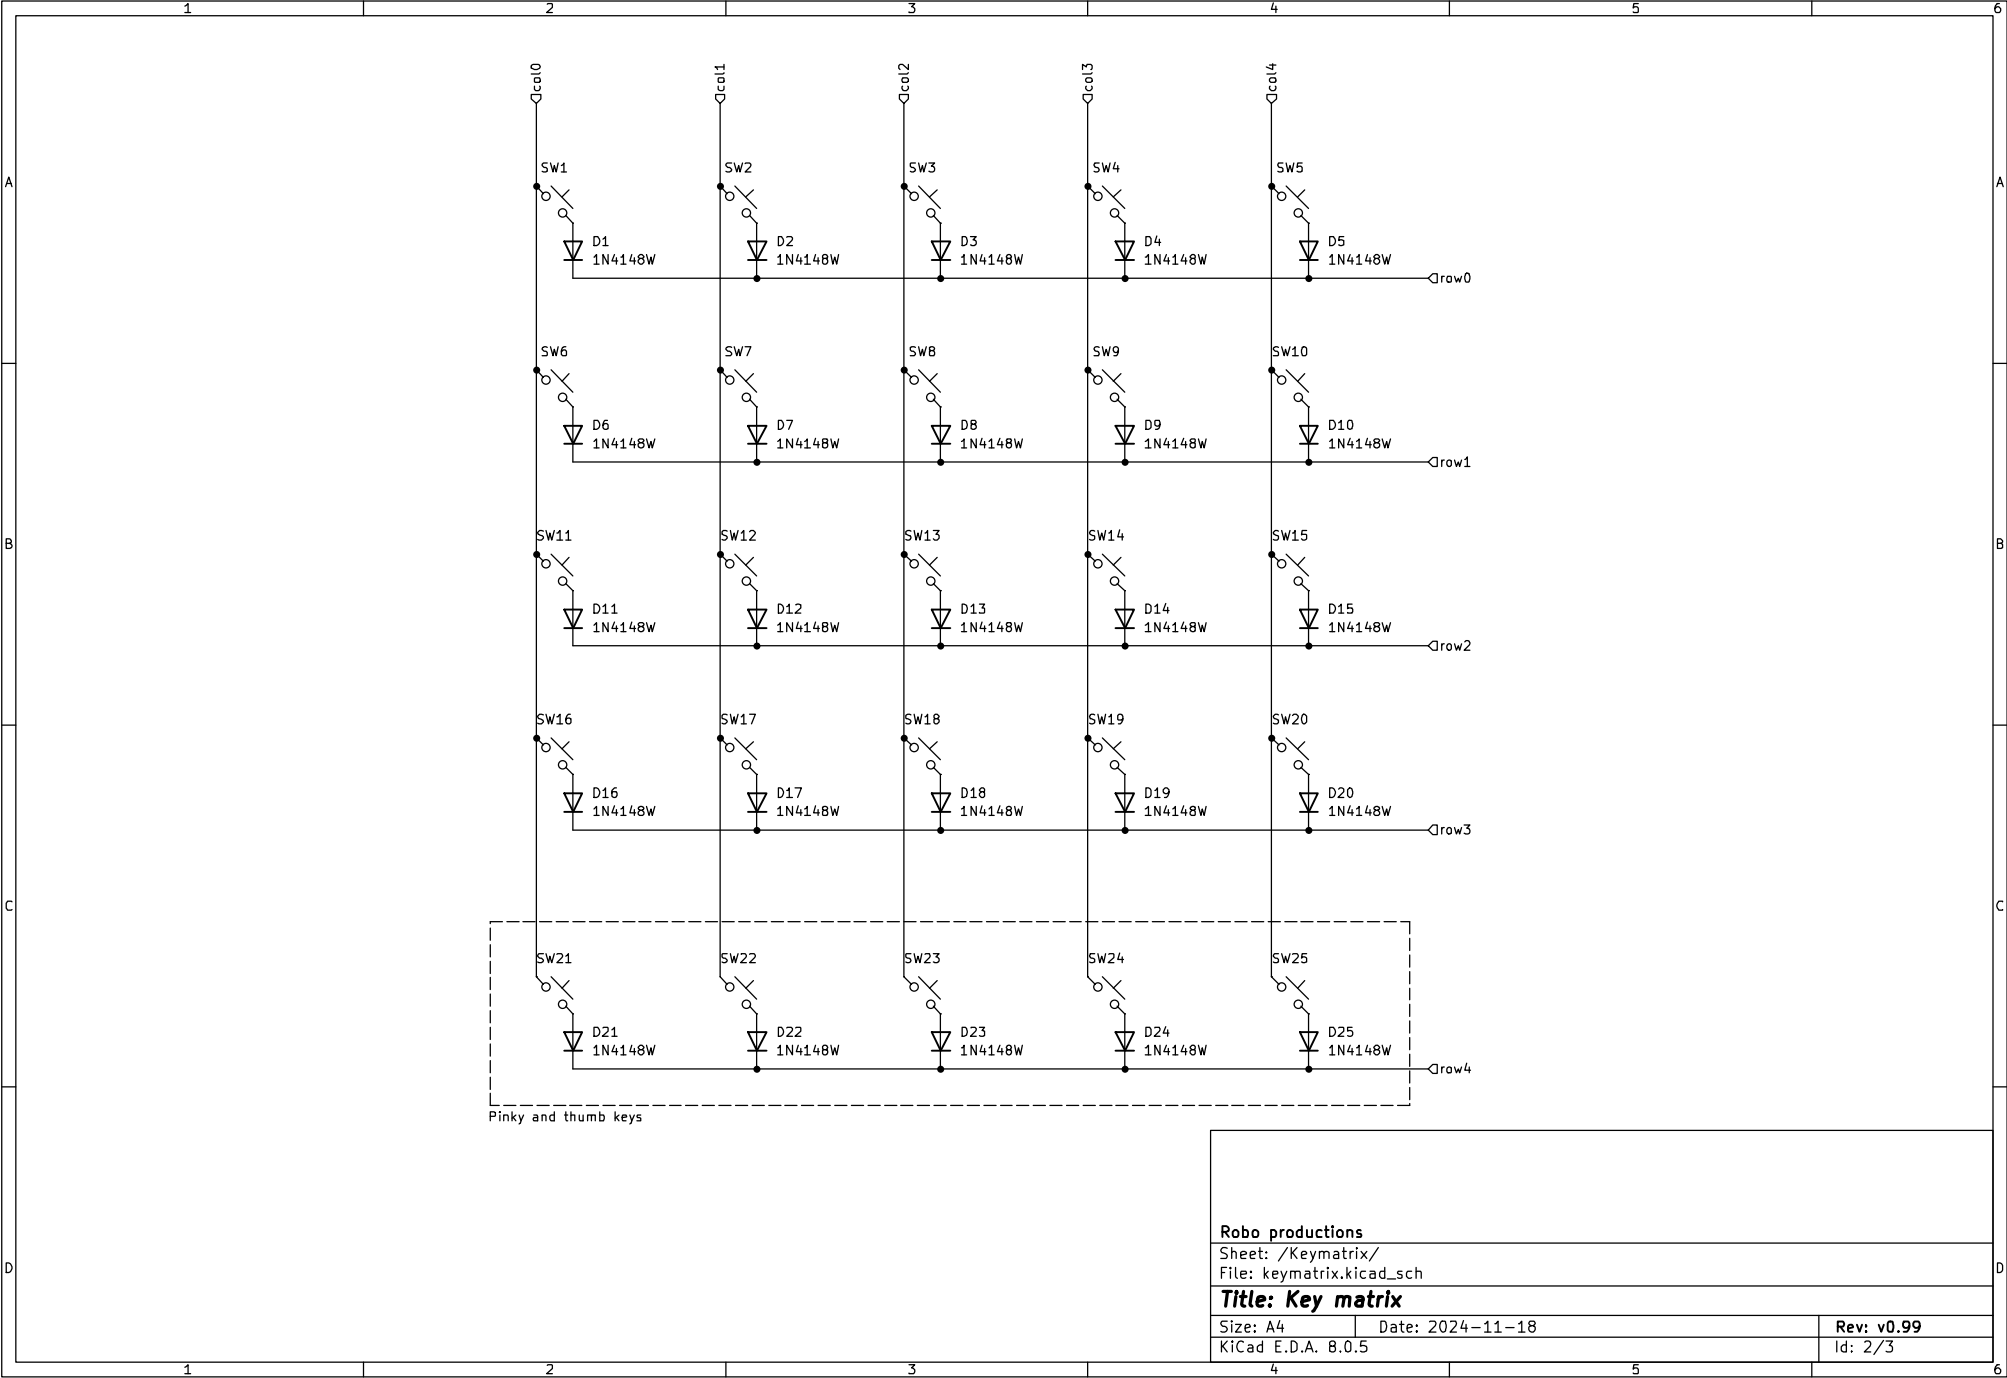 1 2 3 4 5 6
col0 col1 col2 col3 col4
A A
SW1 SW2 SW3 SW4 SW5
D1 D2 D3 D4 D5
1N4148W 1N4148W 1N4148W 1N4148W 1N4148W
row0
SW6 SW7 SW8 SW9 SW10
D6 D7 D8 D9 D10
1N4148W 1N4148W 1N4148W 1N4148W 1N4148W
row1
B B
SW11 SW12 SW13 SW14 SW15
D11 D12 D13 D14 D15
1N4148W 1N4148W 1N4148W 1N4148W 1N4148W
row2
SW16 SW17 SW18 SW19 SW20
D16 D17 D18 D19 D20
1N4148W 1N4148W 1N4148W 1N4148W 1N4148W
row3
C C
SW21 SW22 SW23 SW24 SW25
D21 D22 D23 D24 D25
1N4148W 1N4148W 1N4148W 1N4148W 1N4148W
row4
Pinky and thumb keys
Robo productions
Sheet: /Keymatrix/
File: keymatrix.kicad_sch
D D
Title: Key matrix
Size: A4 Date: 2024-11-18 Rev: v0.99
KiCad E.D.A. 8.0.5 Id: 2/3
1 2 3 4 5 6